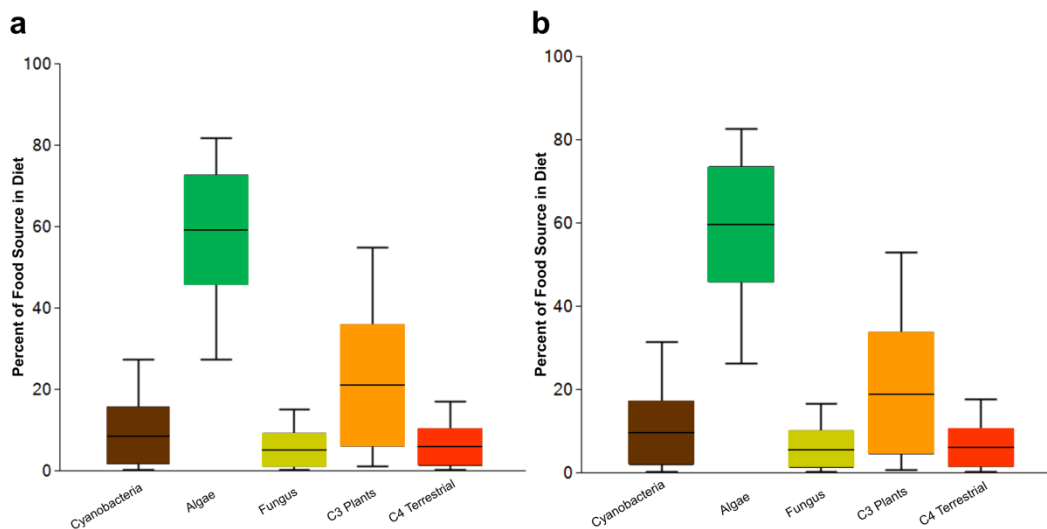 a
Percent of Food Source in Diet
100
80
60
40
20
0
Cyanobacteria
Algae
Fungus
C3 Plants
C4 Terrestrial
b
Percent of Food Source in Diet
100
80
60
40
20
0
Cyanobacteria
Algae
Fungus
C3 Plants
C4 Terrestrial